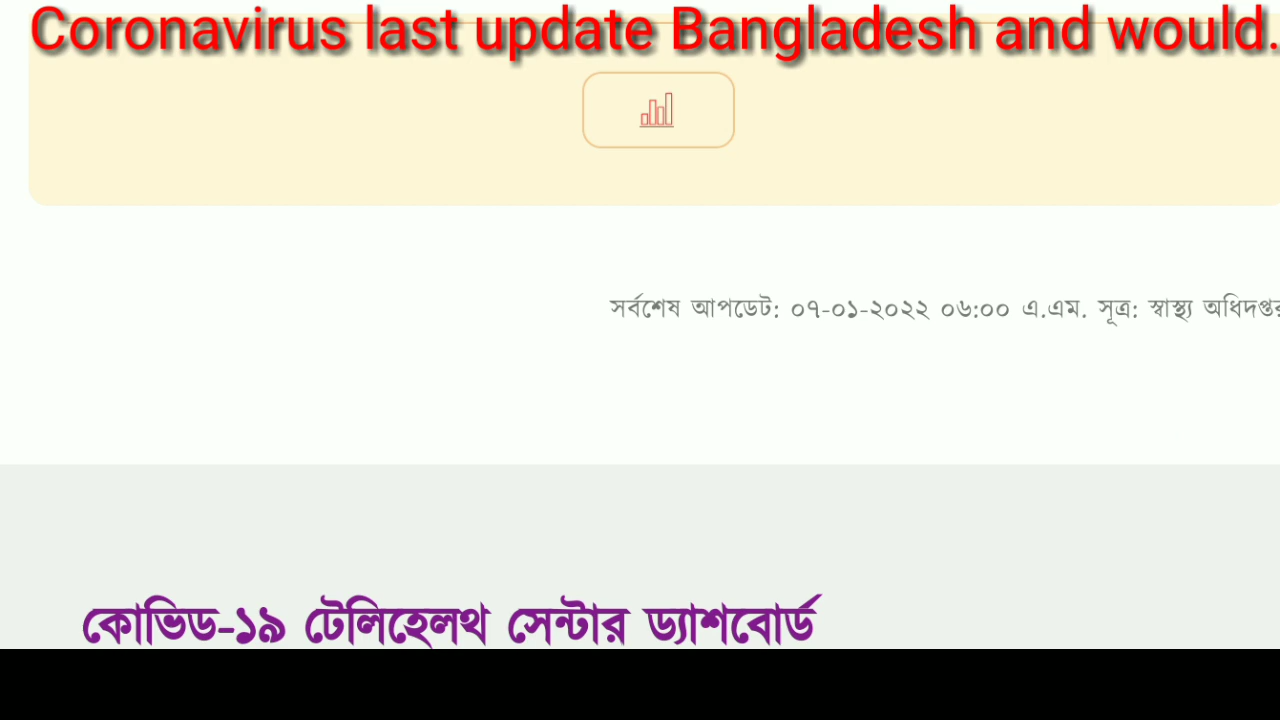 Coronavirus last update Bangladesh and would.
সর্বশেষ আপডেট: ০৭-০১-২০২২ ০৬:০০ এ.এম. সূত্র: স্বাস্থ্য অধিদপ্তর
কোভিড-১৯ টেলিহেলথ সেন্টার ড্যাশবোর্ড